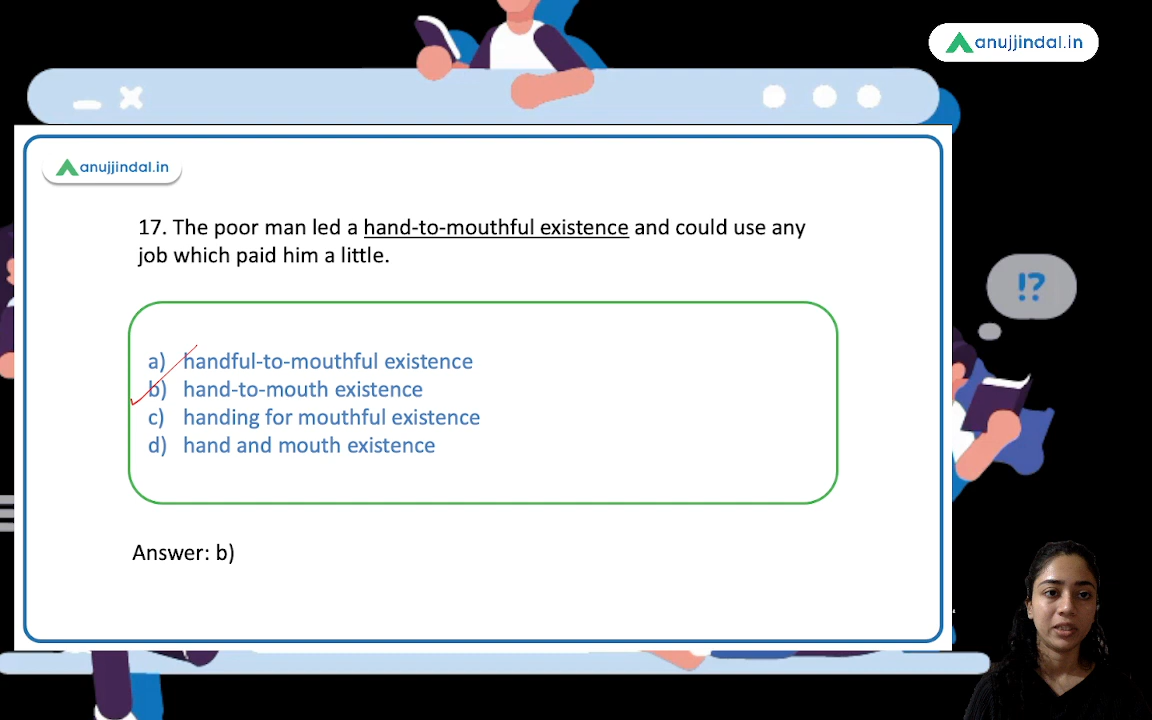 anujjindal.in
anujjindal.in
17. The poor man led a hand-to-mouthful existence and could use any
job which paid him a little.
a) handful-to-mouthful existence
b) hand-to-mouth existence
c) handing for mouthful existence
d) hand and mouth existence
Answer: b)
!?